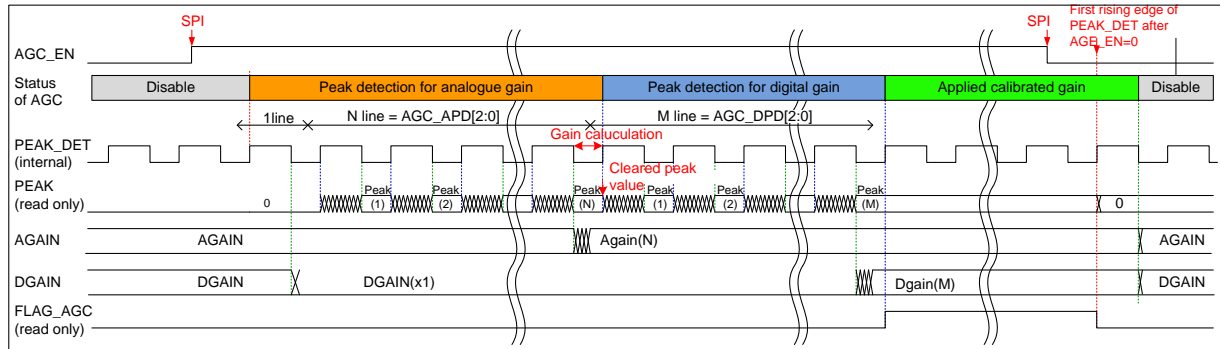 SPI
SPI
First rising edge of
PEAK_DET after
AGE_EN=0
AGC_EN
Status
of AGC
Disable
Peak detection for analogue gain
Peak detection for digital gain
Applied calibrated gain
Disable
1line
N line = AGC_APD[2:0]
M line = AGC_DPD[2:0]
PEAK_DET
(internal)
Gain caluculation
Cleared peak
value
PEAK
(read only)
0
Peak
(1)
Peak
(2)
Peak
(N)
Peak
(1)
Peak
(2)
Peak
(M)
0
AGAIN
AGAIN
Again(N)
AGAIN
DGAIN
DGAIN
DGAIN(x1)
Dgain(M)
DGAIN
FLAG_AGC
(read only)